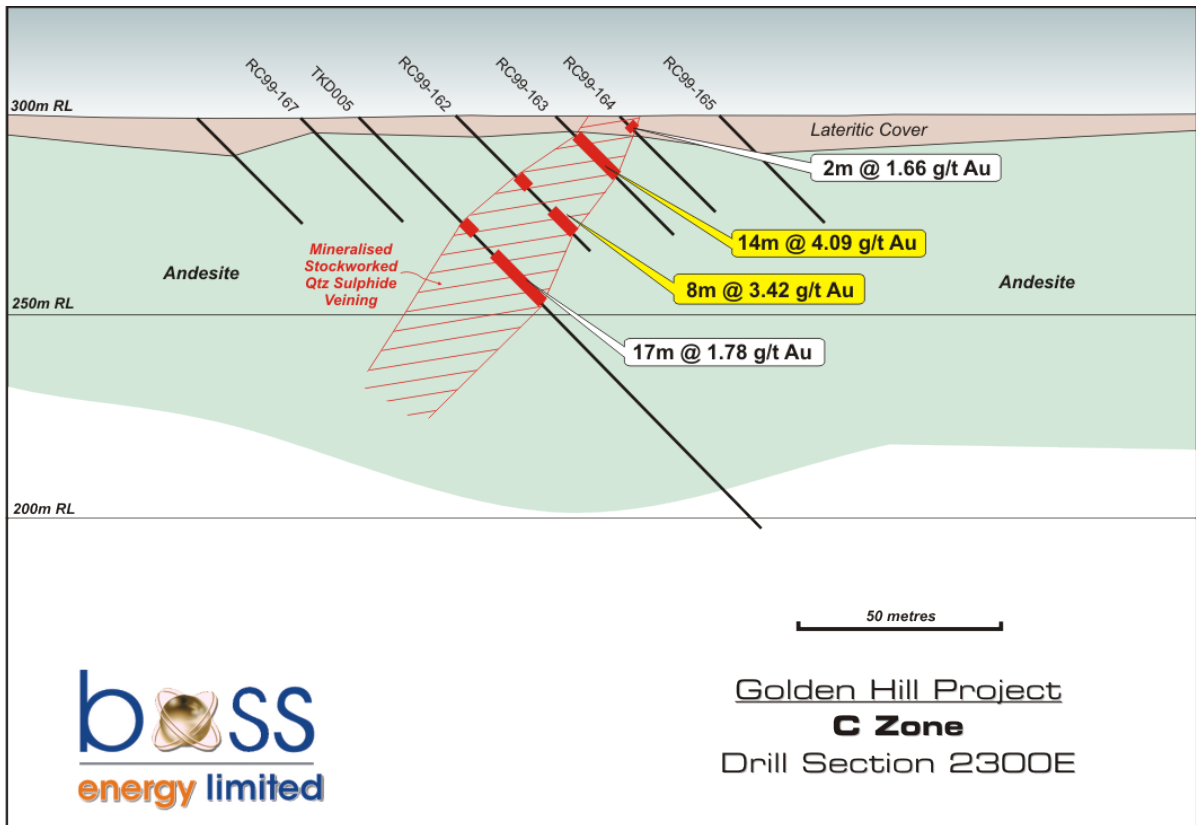 RC99-167
TKD005
RC99-162
RC99-163
RC99-164
RC99-165
300m RL
Lateritic Cover
2m @ 1.66 g/t Au
14m @ 4.09 g/t Au
Mineralised
Stockworked
Qtz Sulphide
Veining
Andesite
Andesite
8m @ 3.42 g/t Au
250m RL
17m @ 1.78 g/t Au
200m RL
50 metres
boss
energy limited
Golden Hill Project
C Zone
Drill Section 2300E